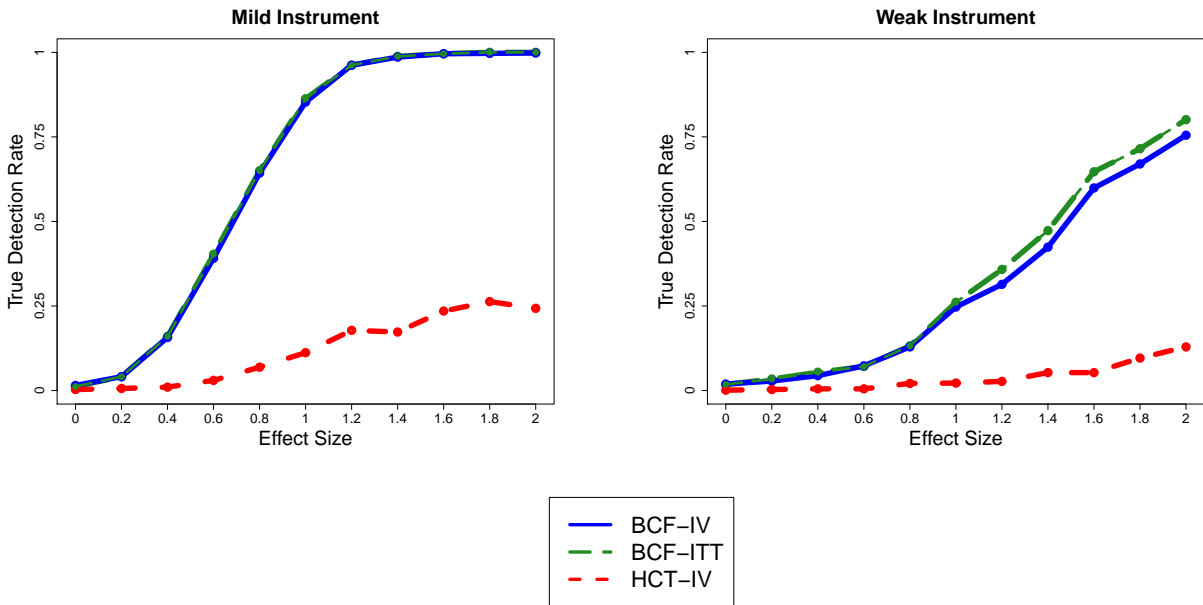 Mild Instrument
True Detection Rate
1
0.75
0.5
0.25
0
0 0.2 0.4 0.6 0.8 1 1.2 1.4 1.6 1.8 2
Effect Size
Weak Instrument
True Detection Rate
1
0.75
0.5
0.25
0
0 0.2 0.4 0.6 0.8 1 1.2 1.4 1.6 1.8 2
Effect Size
BCF−IV
BCF−ITT
HCT−IV